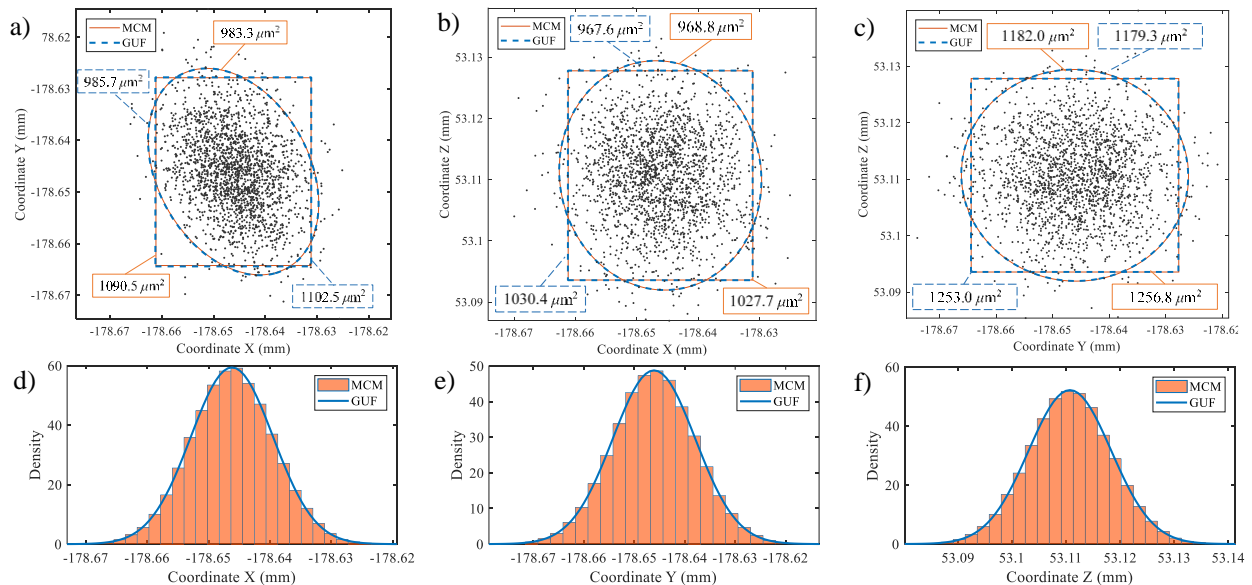 a)
78.62
-178.63
-178.64
-178.65
-178.66
-178.67
Coordinate Y (mm)
MCM
GUF
983.3 μm²
985.7 μm²
1090.5 μm²
1102.5 μm²
-178.67 -178.66 -178.65 -178.64 -178.63 -178.62
Coordinate X (mm)
b)
53.13
53.12
53.11
53.1
53.09
Coordinate Z (mm)
MCM
GUF
967.6 μm²
968.8 μm²
1030.4 μm²
1027.7 μm²
-178.67 -178.66 -178.65 -178.64 -178.63
Coordinate X (mm)
c)
53.13
53.12
53.11
53.1
53.09
Coordinate Z (mm)
MCM
GUF
1182.0 μm²
1179.3 μm²
1253.0 μm²
1256.8 μm²
-178.67 -178.66 -178.65 -178.64 -178.63 -178.62
Coordinate Y (mm)
d)
60
40
20
0
Density
MCM
GUF
-178.67 -178.66 -178.65 -178.64 -178.63 -178.62
Coordinate X (mm)
e)
50
40
30
20
10
0
Density
MCM
GUF
-178.67 -178.66 -178.65 -178.64 -178.63 -178.62
Coordinate Y (mm)
f)
60
40
20
0
Density
MCM
GUF
53.09 53.1 53.11 53.12 53.13 53.14
Coordinate Z (mm)